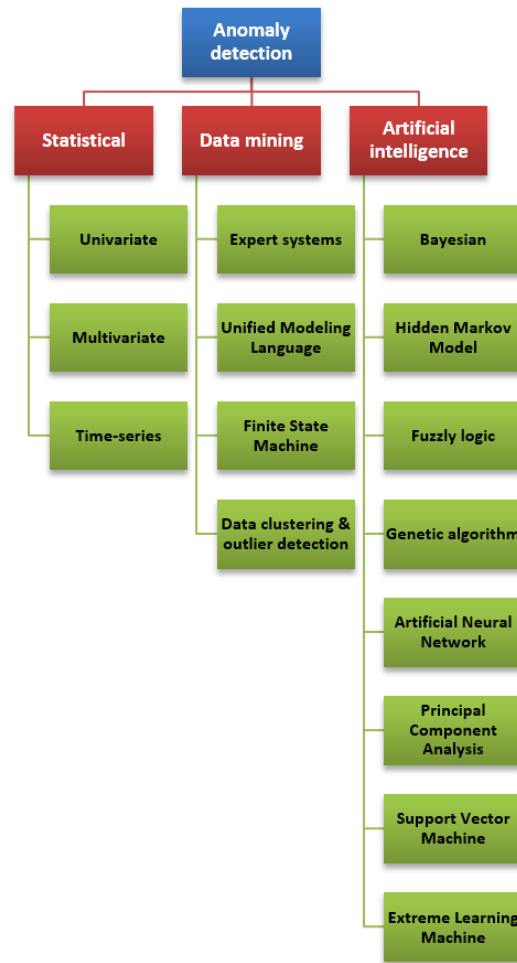 Anomaly
detection
Statistical
Data mining
Artificial
intelligence
Univariate
Multivariate
Time-series
Expert systems
Unified Modeling
Language
Finite State
Machine
Data clustering &
outlier detection
Bayesian
Hidden Markov
Model
Fuzzly logic
Genetic algorithm
Artificial Neural
Network
Principal
Component
Analysis
Support Vector
Machine
Extreme Learning
Machine